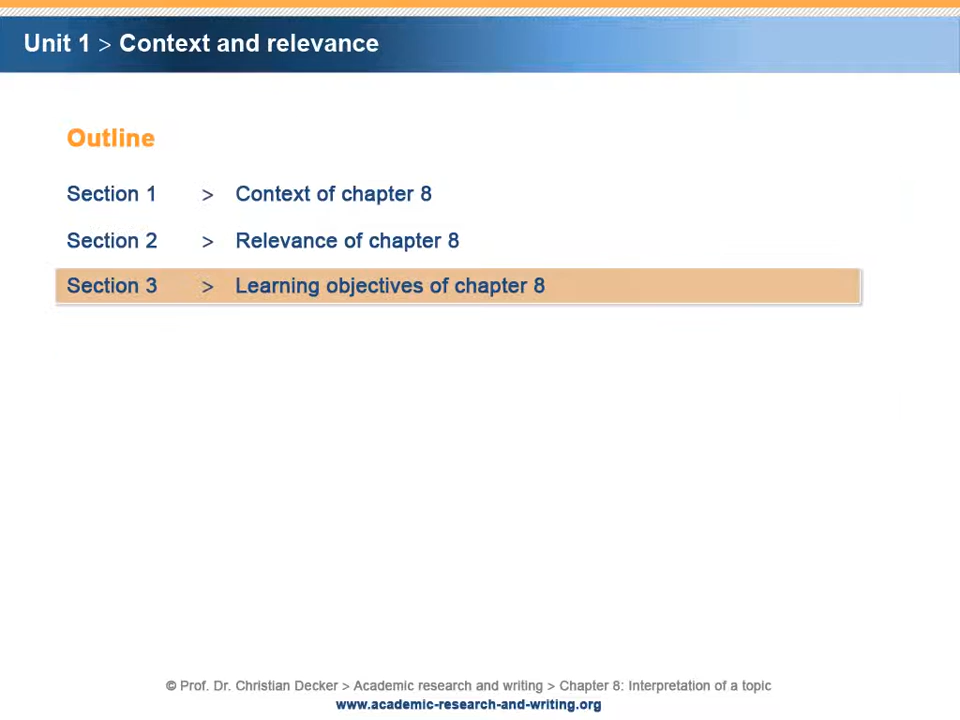 Unit 1 > Context and relevance
Outline
Section 1 > Context of chapter 8
Section 2 > Relevance of chapter 8
Section 3 > Learning objectives of chapter 8
© Prof. Dr. Christian Decker > Academic research and writing > Chapter 8: Interpretation of a topic
www.academic-research-and-writing.org